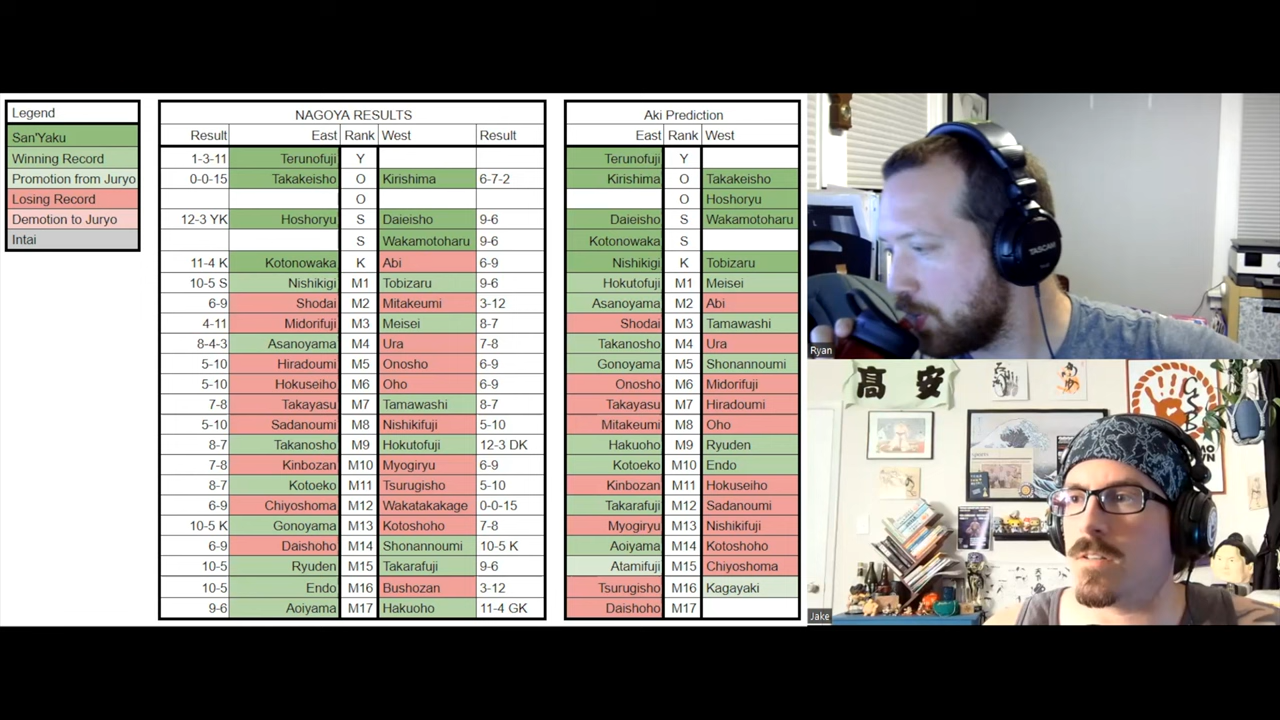 Legend
San'Yaku
Winning Record
Promotion from Juryo
Losing Record
Demotion to Juryo
Intai
NAGOYA RESULTS
Result East Rank West Result
1-3-11 Terunofuji Y
0-0-15 Takakeisho O Kirishima 6-7-2
O
12-3 YK Hoshoryu S Daieisho 9-6
S Wakamotoharu 9-6
11-4 K Kotonowaka K Abi 6-9
10-5 S Nishikigi M1 Tobizaru 9-6
6-9 Shodai M2 Mitakeumi 3-12
4-11 Midorifuji M3 Meisei 8-7
8-4-3 Asanoyama M4 Ura 7-8
5-10 Hiradoumi M5 Onosho 6-9
5-10 Hokuseiho M6 Oho 6-9
7-8 Takayasu M7 Tamawashi 8-7
5-10 Sadanoumi M8 Nishikifuji 5-10
8-7 Takanosho M9 Hokutofuji 12-3 DK
7-8 Kinbozan M10 Myogiryu 6-9
8-7 Kotoeko M11 Tsurugisho 5-10
6-9 Chiyoshoma M12 Wakatakakage 0-0-15
10-5 K Gonoyama M13 Kotoshoho 7-8
6-9 Daishoho M14 Shonannoumi 10-5 K
10-5 Ryuden M15 Takarafuji 9-6
10-5 Endo M16 Bushozan 3-12
9-6 Aoiyama M17 Hakuoho 11-4 GK
Aki Prediction
East Rank West
Terunofuji Y
Kirishima O Takakeisho
O Hoshoryu
Daieisho S Wakamotoharu
Kotonowaka S
Nishikigi K Tobizaru
Hokutofuji M1 Meisei
Asanoyama M2 Abi
Shodai M3 Tamawashi
Takanosho M4 Ura
Gonoyama M5 Shonannoumi
Onosho M6 Midorifuji
Takayasu M7 Hiradoumi
Mitakeumi M8 Oho
Hakuoho M9 Ryuden
Kotoeko M10 Endo
Kinbozan M11 Hokuseiho
Takarafuji M12 Sadanoumi
Myogiryu M13 Nishikifuji
Aoiyama M14 Kotoshoho
Atamifuji M15 Chiyoshoma
Tsurugisho M16 Kagayaki
Daishoho M17
TASCAM
Ryan
高安
Jake